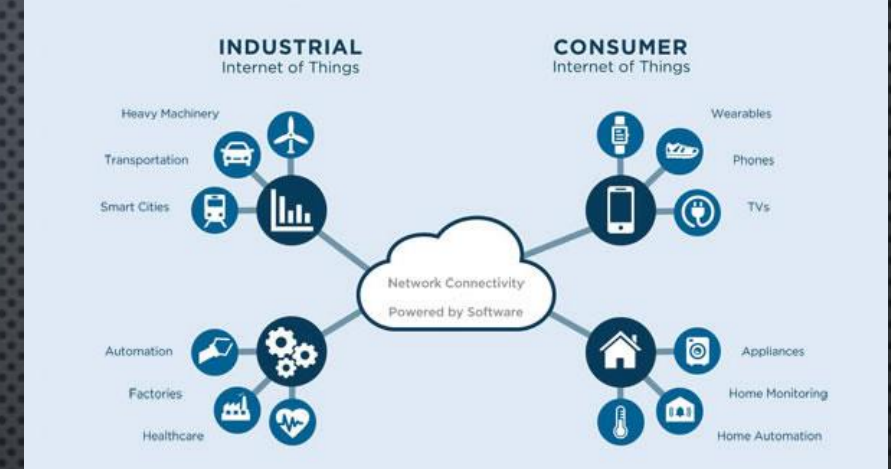 INDUSTRIAL
Internet of Things
CONSUMER
Internet of Things
Heavy Machinery
Transportation
Smart Cities
Wearables
Phones
TVs
Network Connectivity
Powered by Software
Automation
Factories
Healthcare
Appliances
Home Monitoring
Home Automation